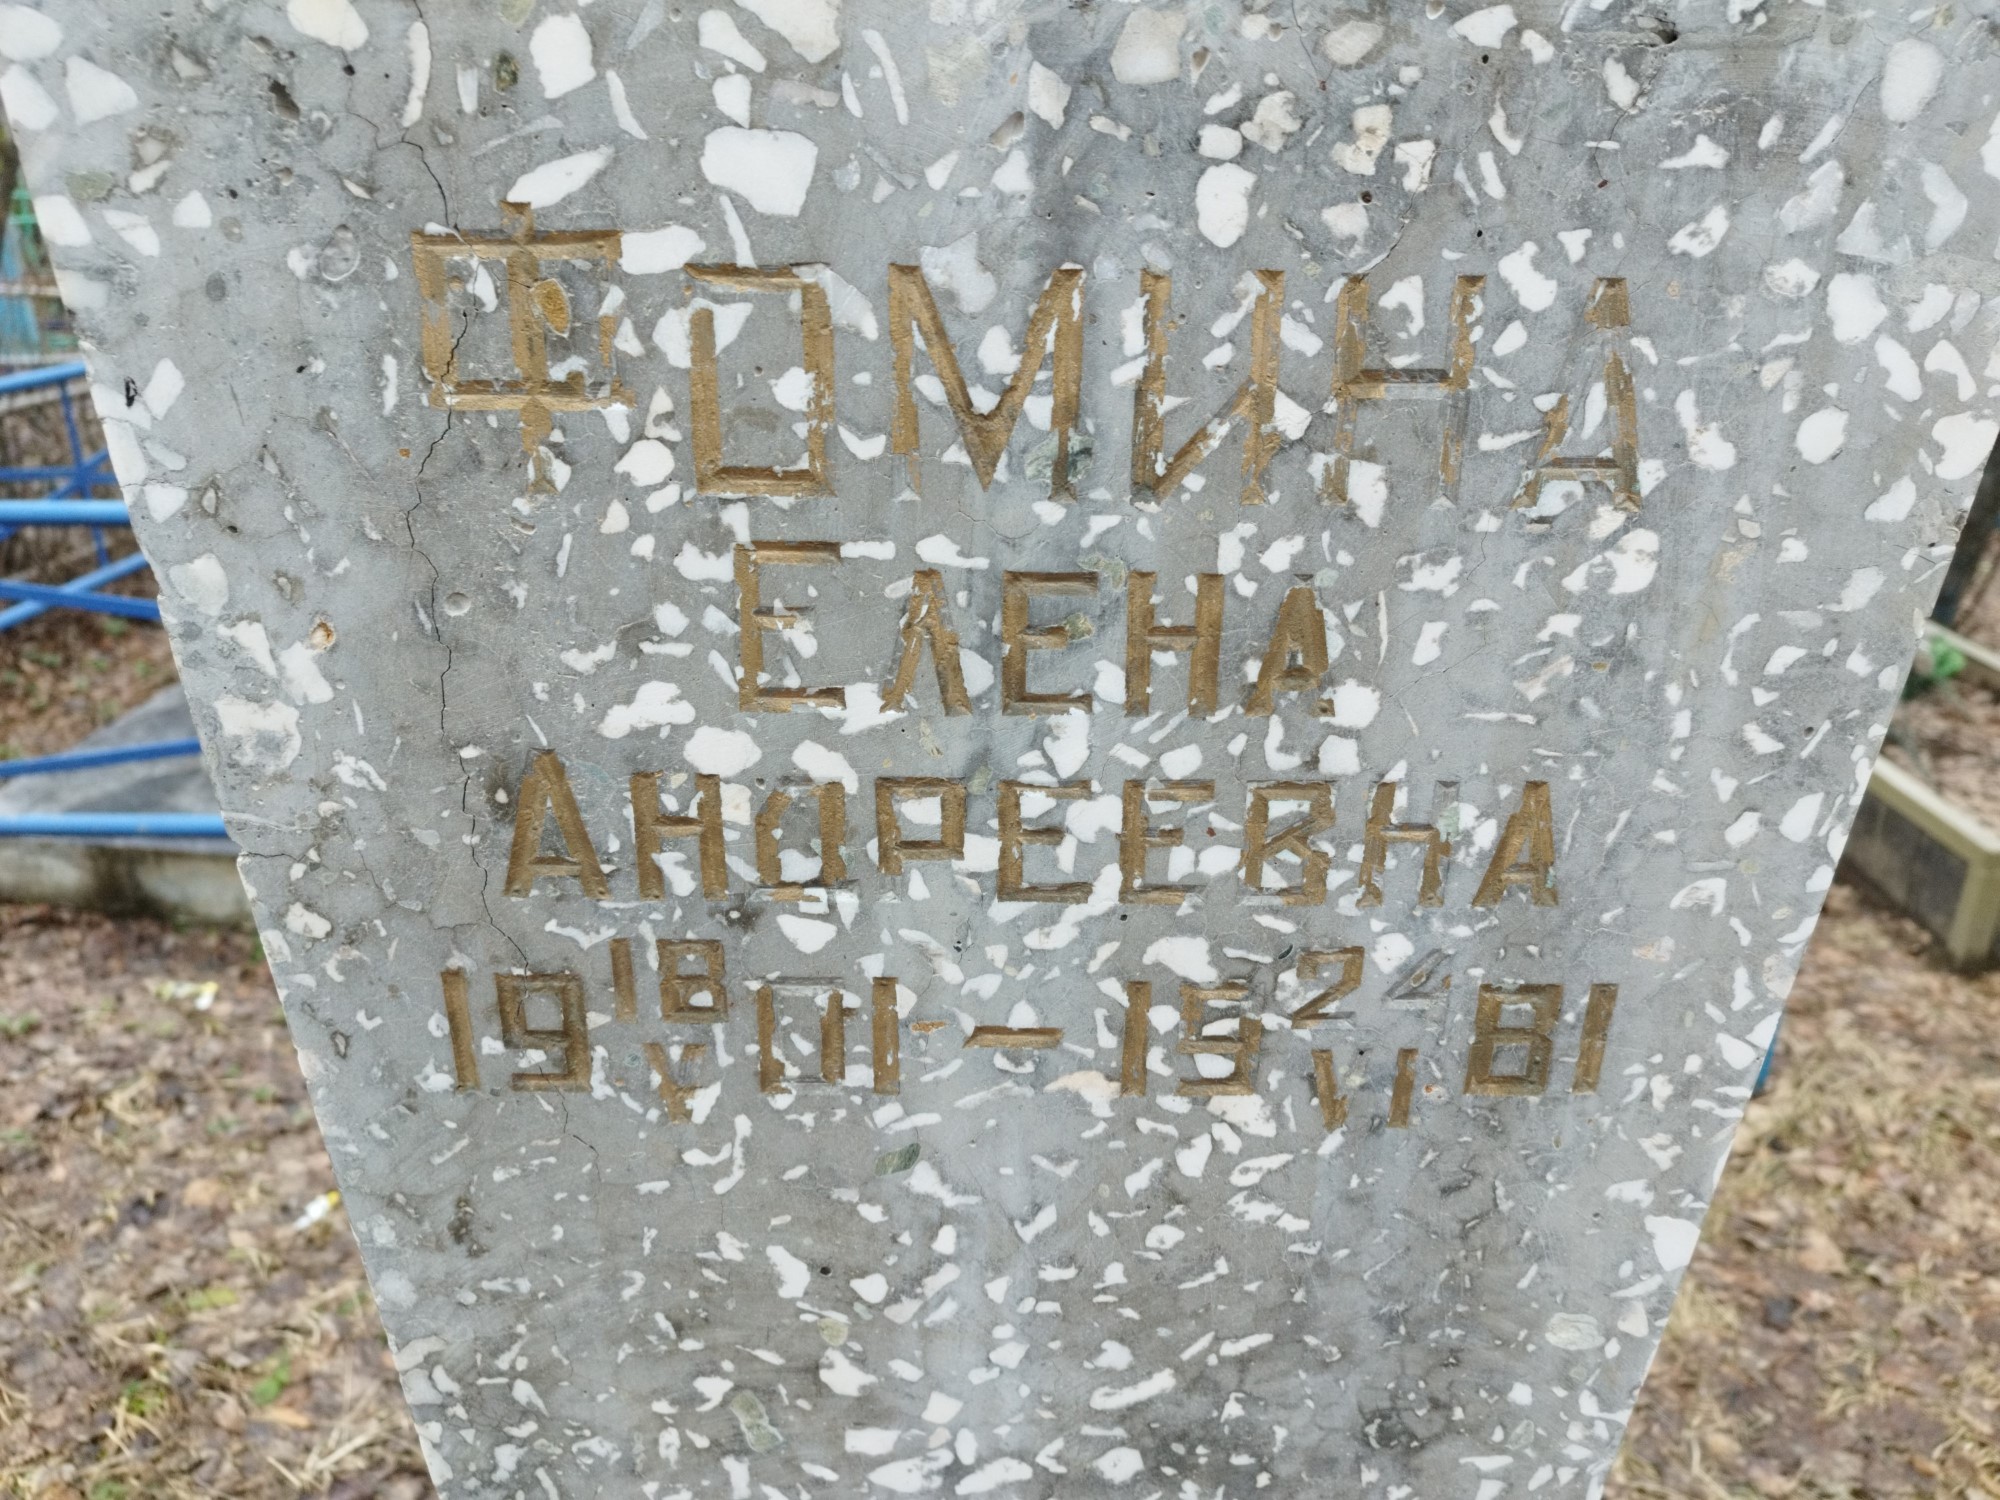 ФОМИНА
ЕЛЕНА
АНДРЕЕВНА
19 18/V 01 — 19 24/VI 81